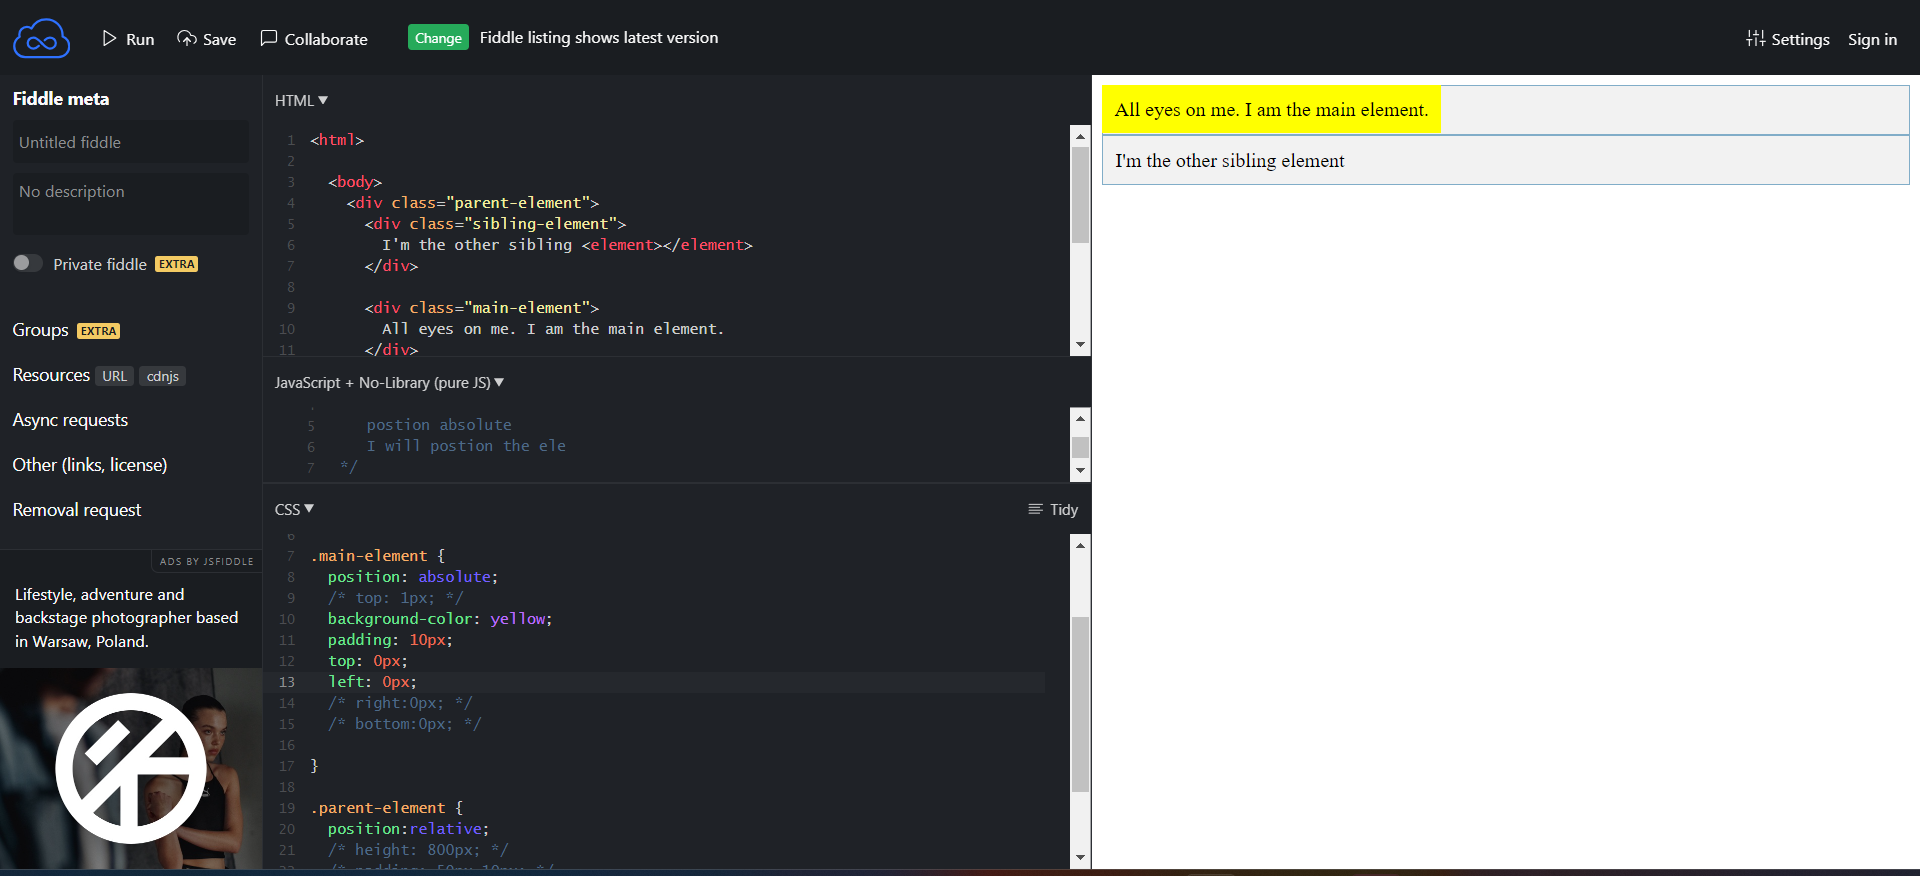 Run
Save
Collaborate
Change
Fiddle listing shows latest version
Settings
Sign in
Fiddle meta
Untitled fiddle
No description
Private fiddle EXTRA
Groups EXTRA
Resources URL cdnjs
Async requests
Other (links, license)
Removal request
ADS BY JSFIDDLE
Lifestyle, adventure and
backstage photographer based
in Warsaw, Poland.
HTML
1 <html>
2
3 <body>
4 <div class="parent-element">
5 <div class="sibling-element">
6 I'm the other sibling <element></element>
7 </div>
8
9 <div class="main-element">
10 All eyes on me. I am the main element.
11 </div>
JavaScript + No-Library (pure JS)
5 postion absolute
6 I will postion the ele
7 */
CSS
Tidy
6
7 .main-element {
8 position: absolute;
9 /* top: 1px; */
10 background-color: yellow;
11 padding: 10px;
12 top: 0px;
13 left: 0px;
14 /* right:0px; */
15 /* bottom:0px; */
16
17 }
18
19 .parent-element {
20 position:relative;
21 /* height: 800px; */
All eyes on me. I am the main element.
I'm the other sibling element